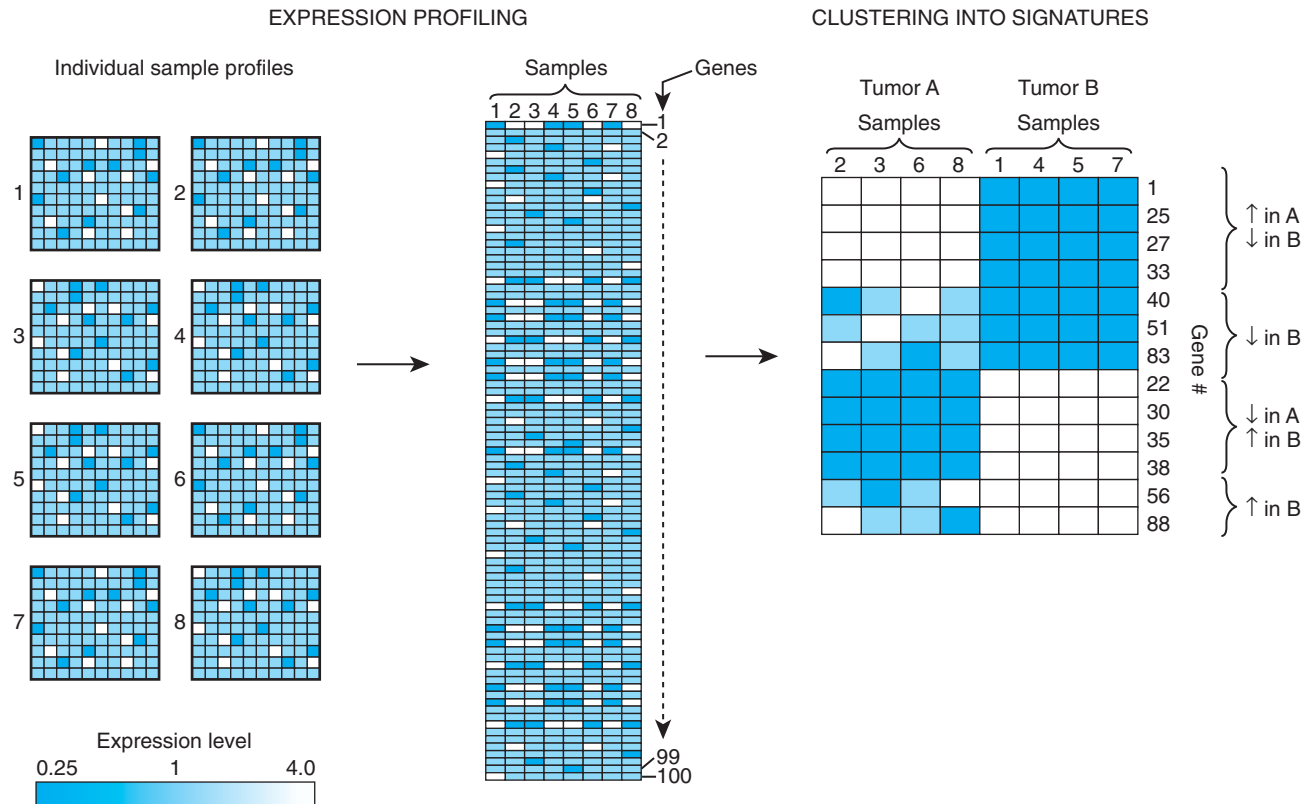 EXPRESSION PROFILING
CLUSTERING INTO SIGNATURES
Individual sample profiles
1
2
3
4
5
6
7
8
Expression level
0.25 1 4.0
Samples
Genes
1 2 3 4 5 6 7 8
1
2
99
100
Tumor A
Samples
Tumor B
Samples
2 3 6 8 1 4 5 7
1
25
27
33
40
51
83
22
30
35
38
56
88
Gene #
↑ in A
↓ in B
↓ in B
↓ in A
↑ in B
↑ in B